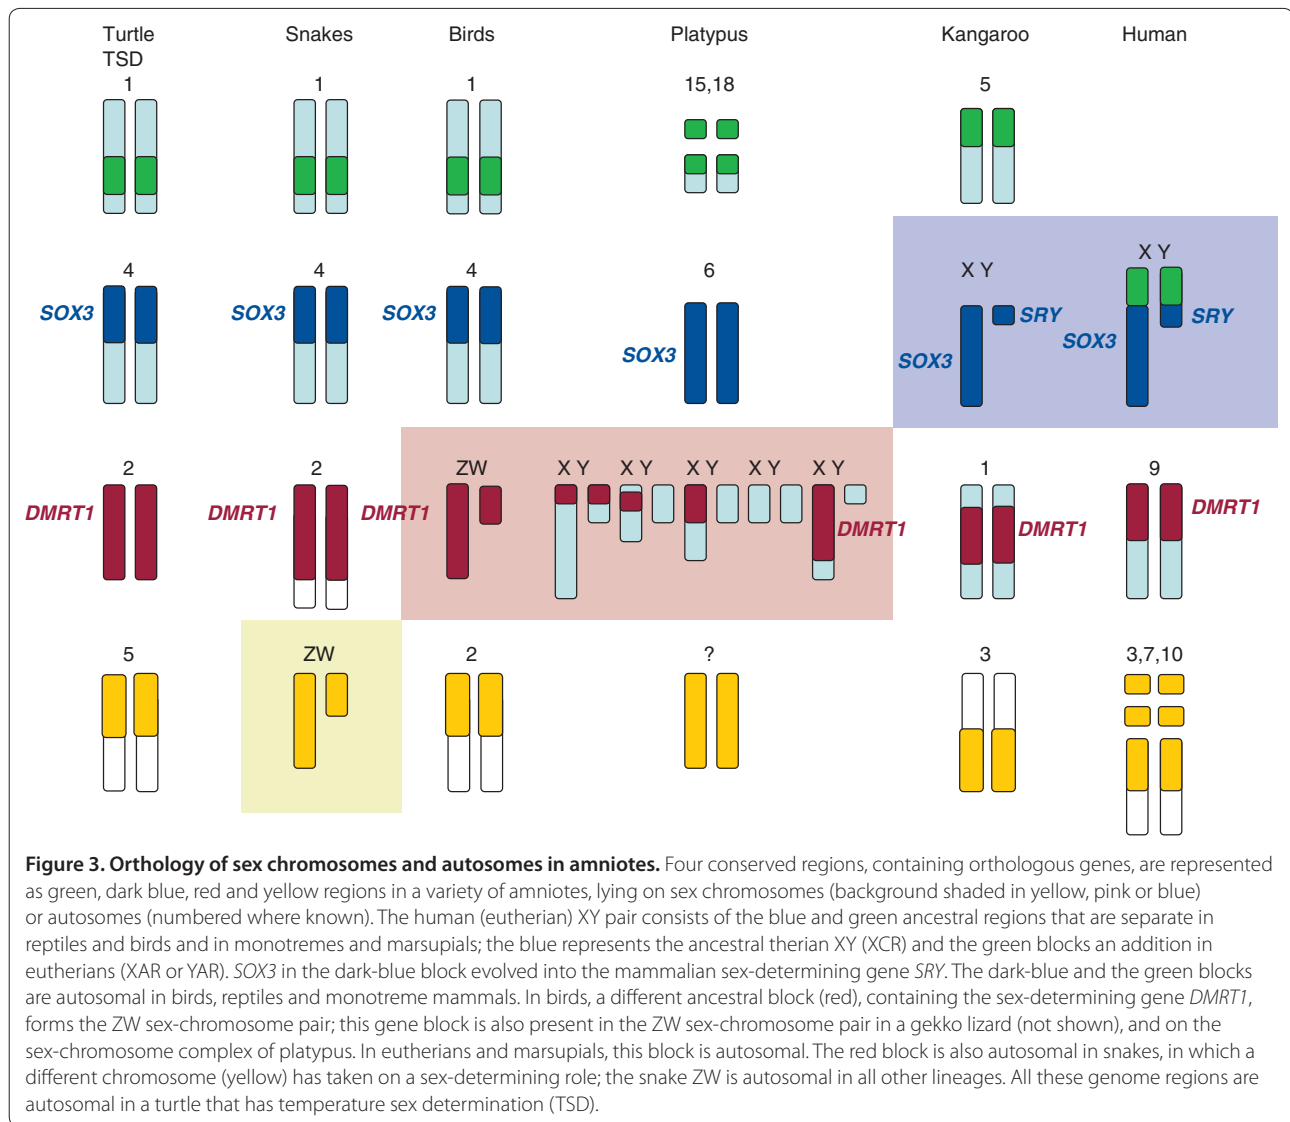 Turtle Snakes Birds Platypus Kangaroo Human
TSD
1 1 1 15,18 5
X Y
4 4 4 6 X Y
SOX3 SOX3 SOX3 SRY SRY
SOX3 SOX3 SOX3
2 2 ZW X Y X Y X Y X Y X Y 1 9
DMRT1 DMRT1 DMRT1 DMRT1 DMRT1 DMRT1
5 ZW 2 ? 3 3,7,10
Figure 3. Orthology of sex chromosomes and autosomes in amniotes. Four conserved regions, containing orthologous genes, are represented
as green, dark blue, red and yellow regions in a variety of amniotes, lying on sex chromosomes (background shaded in yellow, pink or blue)
or autosomes (numbered where known). The human (eutherian) XY pair consists of the blue and green ancestral regions that are separate in
reptiles and birds and in monotremes and marsupials; the blue represents the ancestral therian XY (XCR) and the green blocks an addition in
eutherians (XAR or YAR). SOX3 in the dark-blue block evolved into the mammalian sex-determining gene SRY. The dark-blue and the green blocks
are autosomal in birds, reptiles and monotreme mammals. In birds, a different ancestral block (red), containing the sex-determining gene DMRT1,
forms the ZW sex-chromosome pair; this gene block is also present in the ZW sex-chromosome pair in a gekko lizard (not shown), and on the
sex-chromosome complex of platypus. In eutherians and marsupials, this block is autosomal. The red block is also autosomal in snakes, in which a
different chromosome (yellow) has taken on a sex-determining role; the snake ZW is autosomal in all other lineages. All these genome regions are
autosomal in a turtle that has temperature sex determination (TSD).